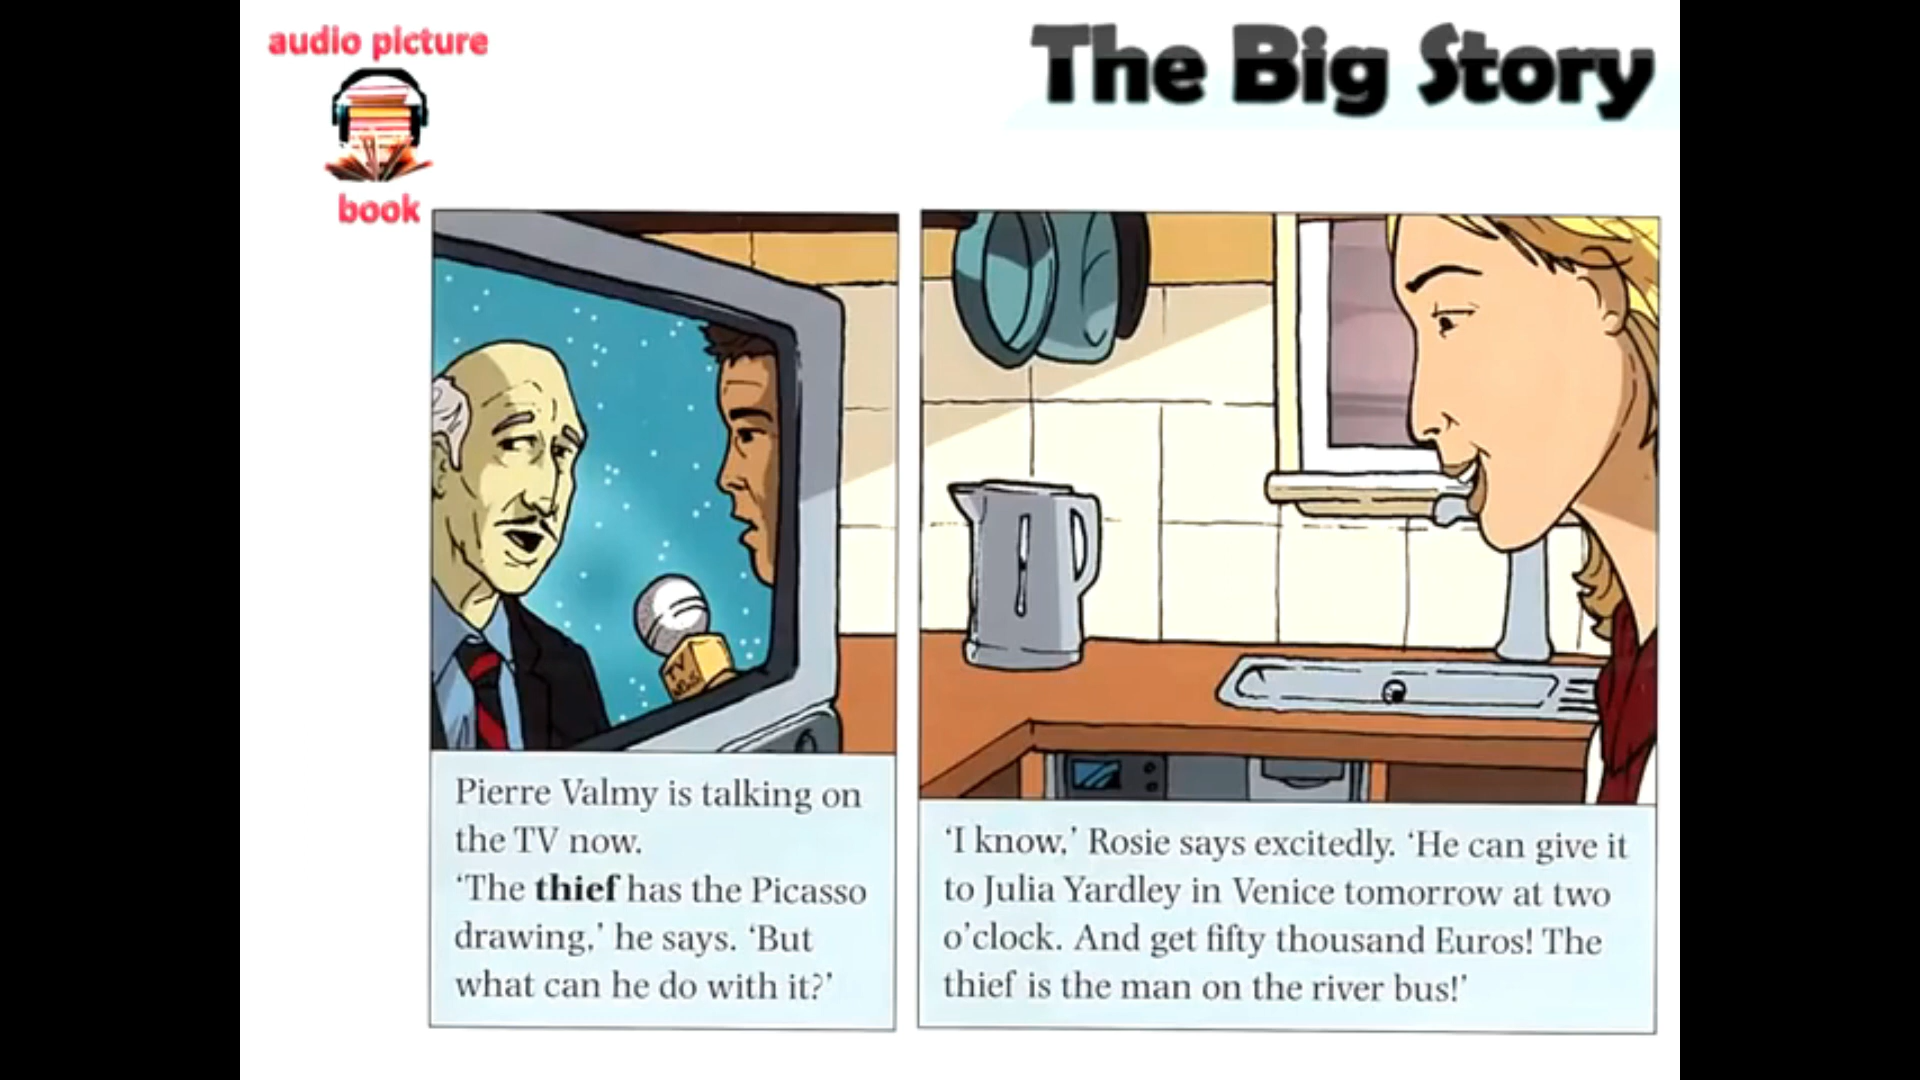 audio picture
book
The Big Story
TV
NEWS
Pierre Valmy is talking on
the TV now.
‘The thief has the Picasso
drawing,’ he says. ‘But
what can he do with it?’
‘I know,’ Rosie says excitedly. ‘He can give it
to Julia Yardley in Venice tomorrow at two
o’clock. And get fifty thousand Euros! The
thief is the man on the river bus!’